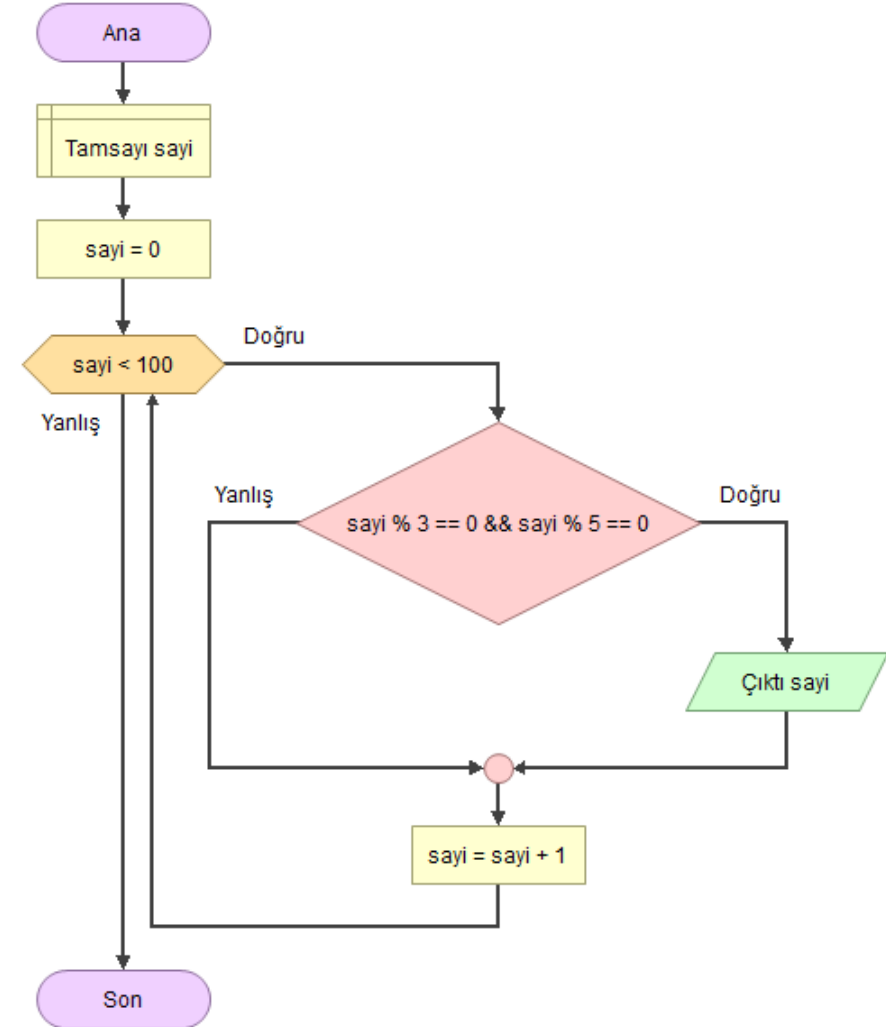 Ana
Tamsayı sayi
sayi = 0
sayi < 100
Doğru
Yanlış
sayi % 3 == 0 && sayi % 5 == 0
Yanlış
Doğru
Çıktı sayi
sayi = sayi + 1
Son